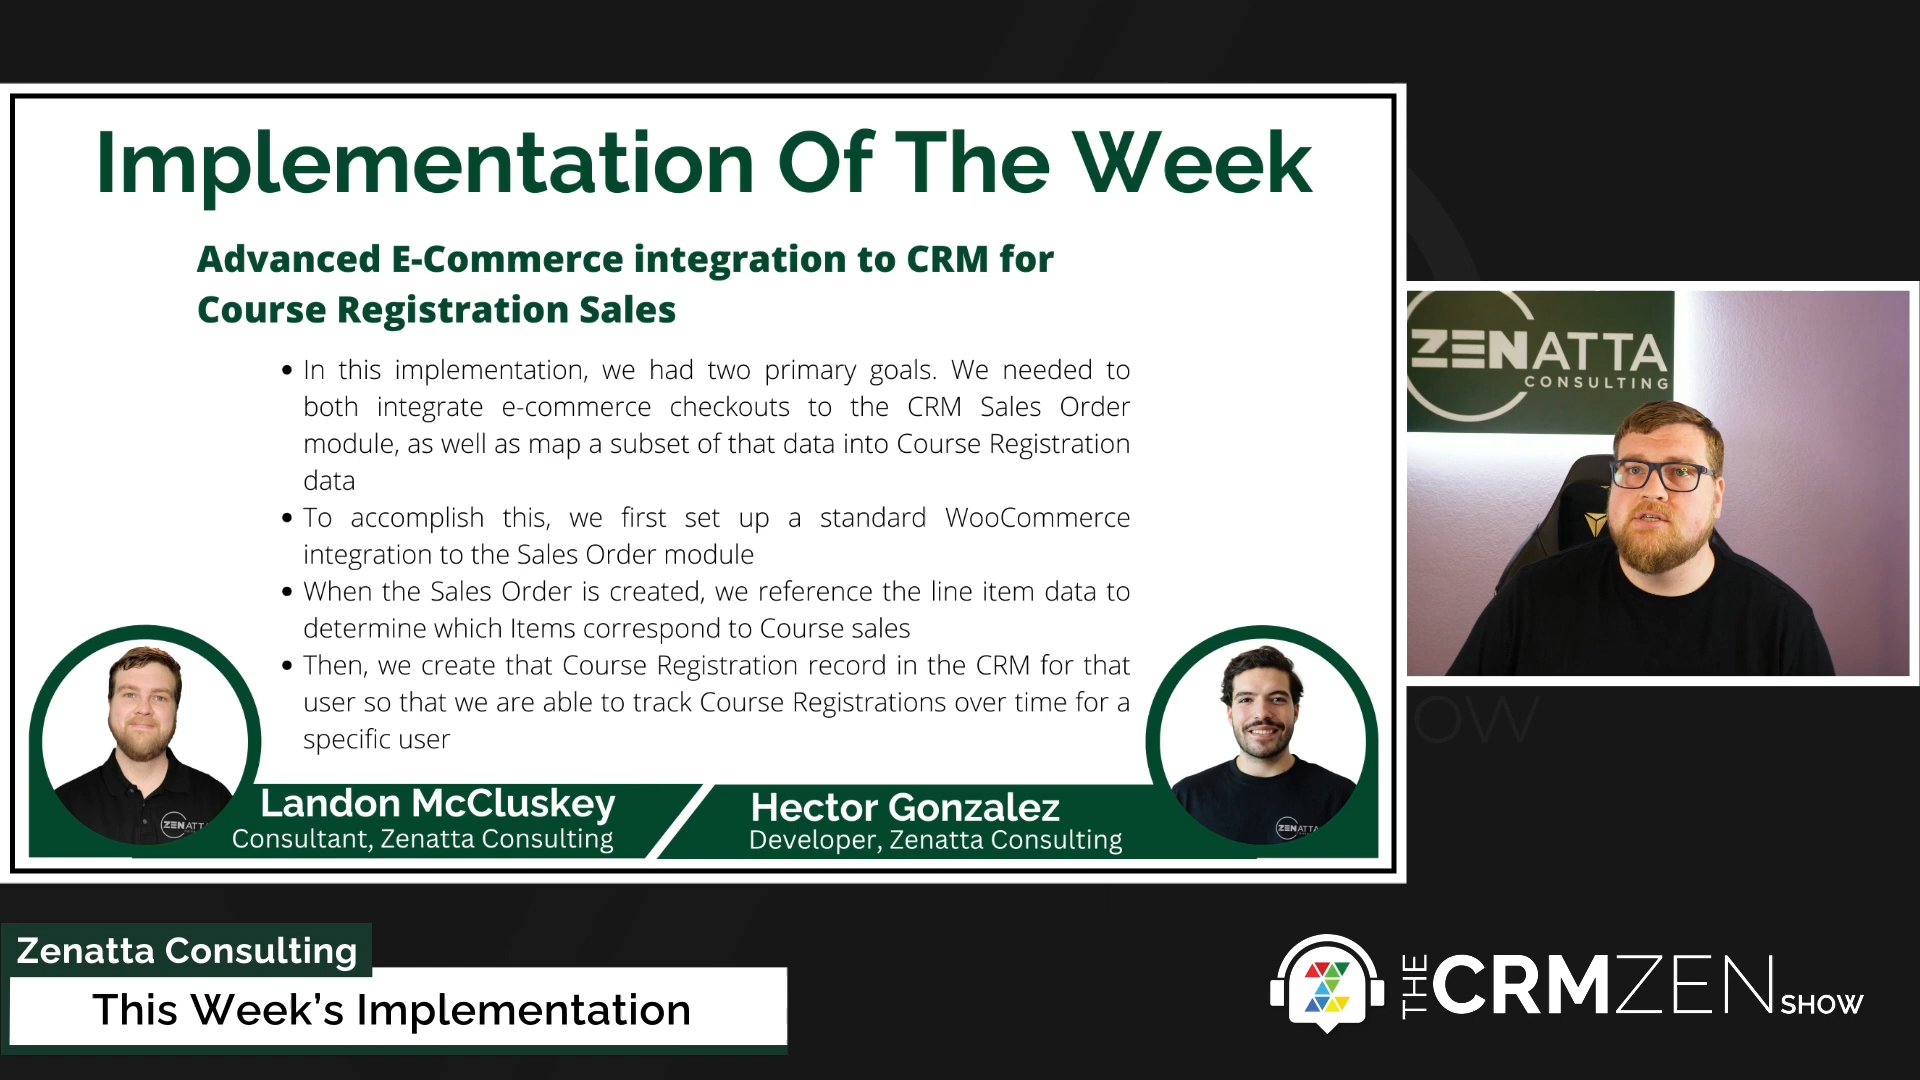 Implementation Of The Week
Advanced E-Commerce integration to CRM for
Course Registration Sales
• In this implementation, we had two primary goals. We needed to
both integrate e-commerce checkouts to the CRM Sales Order
module, as well as map a subset of that data into Course Registration
data
• To accomplish this, we first set up a standard WooCommerce
integration to the Sales Order module
• When the Sales Order is created, we reference the line item data to
determine which Items correspond to Course sales
• Then, we create that Course Registration record in the CRM for that
user so that we are able to track Course Registrations over time for a
specific user
Landon McCluskey
Consultant, Zenatta Consulting
Hector Gonzalez
Developer, Zenatta Consulting
ZENATTA
ZENATTA
ZENATTA
CONSULTING
OW
Zenatta Consulting
This Week's Implementation
THE CRMZEN SHOW